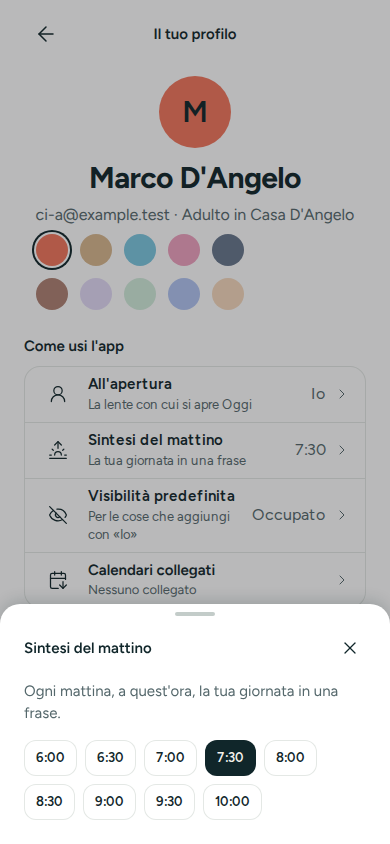 Il tuo profilo
M
Marco D'Angelo
ci-a@example.test · Adulto in Casa D'Angelo
Come usi l'app
All'apertura
La lente con cui si apre Oggi
Io
Sintesi del mattino
La tua giornata in una frase
7:30
Visibilità predefinita
Per le cose che aggiungi
con «Io»
Occupato
Calendari collegati
Nessuno collegato
Sintesi del mattino
Ogni mattina, a quest'ora, la tua giornata in una
frase.
6:00 6:30 7:00 7:30 8:00
8:30 9:00 9:30 10:00